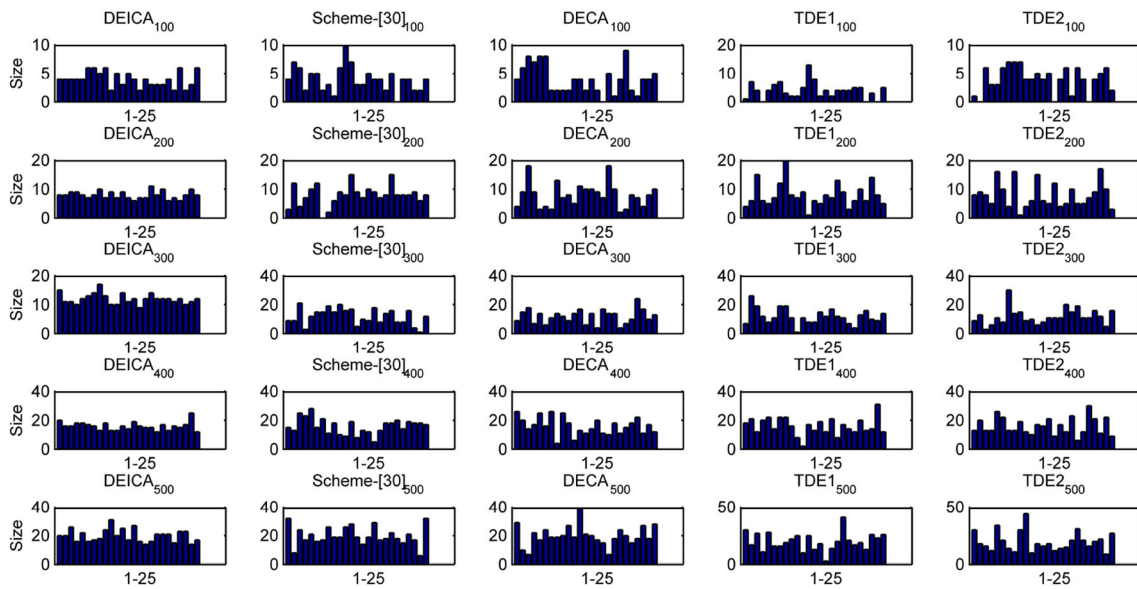 DEICA100 Scheme-[30]100 DECA100 TDE1100 TDE2100
10 10 10 20 10
Size 5 5 5 10 5
0 0 0 0 0
1-25 1-25 1-25 1-25 1-25
DEICA200 Scheme-[30]200 DECA200 TDE1200 TDE2200
20 20 20 20 20
Size 10 10 10 10 10
0 0 0 0 0
1-25 1-25 1-25 1-25 1-25
DEICA300 Scheme-[30]300 DECA300 TDE1300 TDE2300
20 40 40 40 40
Size 10 20 20 20 20
0 0 0 0 0
1-25 1-25 1-25 1-25 1-25
DEICA400 Scheme-[30]400 DECA400 TDE1400 TDE2400
40 40 40 40 40
Size 20 20 20 20 20
0 0 0 0 0
1-25 1-25 1-25 1-25 1-25
DEICA500 Scheme-[30]500 DECA500 TDE1500 TDE2500
40 40 40 50 50
Size 20 20 20
0 0 0 0 0
1-25 1-25 1-25 1-25 1-25